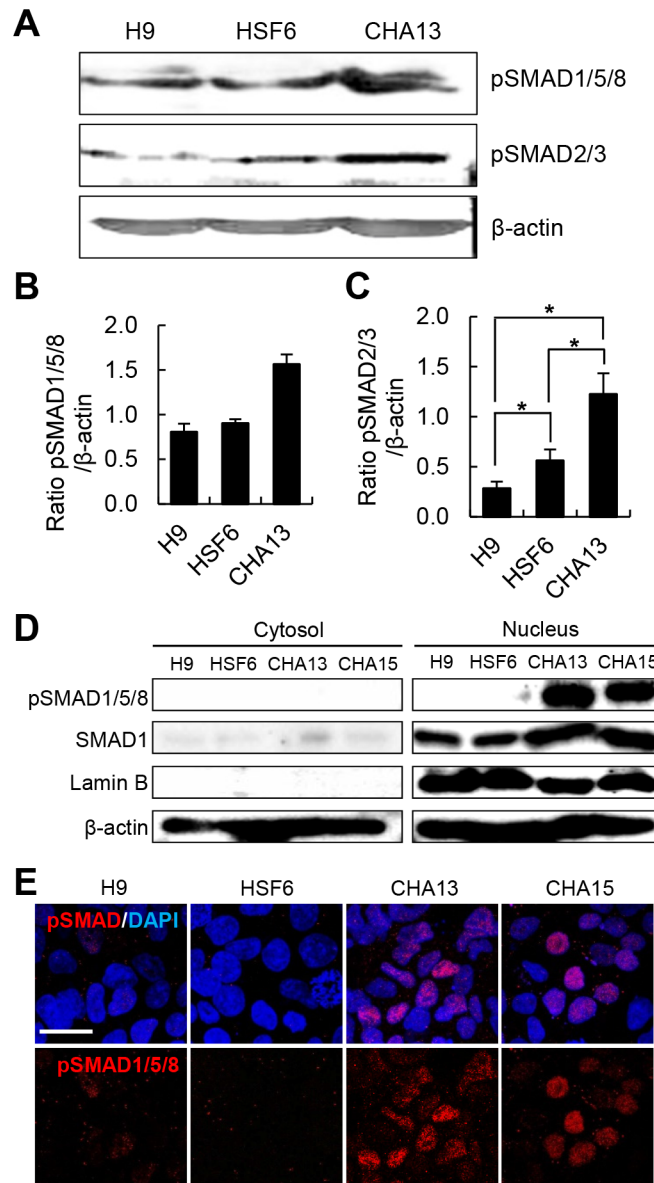 A
H9 HSF6 CHA13
pSMAD1/5/8
pSMAD2/3
β-actin
B
Ratio pSMAD1/5/8
/β-actin
2.0
1.5
1.0
0.5
0.0
H9
HSF6
CHA13
C
Ratio pSMAD2/3
/β-actin
2.0
1.5
1.0
0.5
0.0
*
*
*
H9
HSF6
CHA13
D
Cytosol Nucleus
H9 HSF6 CHA13 CHA15 H9 HSF6 CHA13 CHA15
pSMAD1/5/8
SMAD1
Lamin B
β-actin
E
H9 HSF6 CHA13 CHA15
pSMAD/DAPI
pSMAD1/5/8